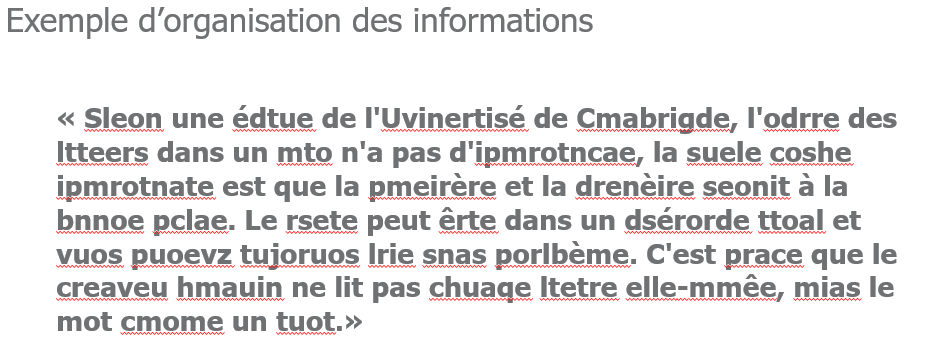 Exemple d’organisation des informations
« Sleon une édtue de l'Uvinertisé de Cmabrigde, l'odrre des
ltteers dans un mto n'a pas d'ipmrotncae, la suele coshe
ipmrotnate est que la pmeirère et la drenèire seonit à la
bnnoe pclae. Le rsete peut êrte dans un dsérorde ttoal et
vuos puoevz tujoruos lrie snas porlbème. C'est prace que le
creaveu hmauin ne lit pas chuaqe ltetre elle-mmêe, mias le
mot cmome un tuot.»